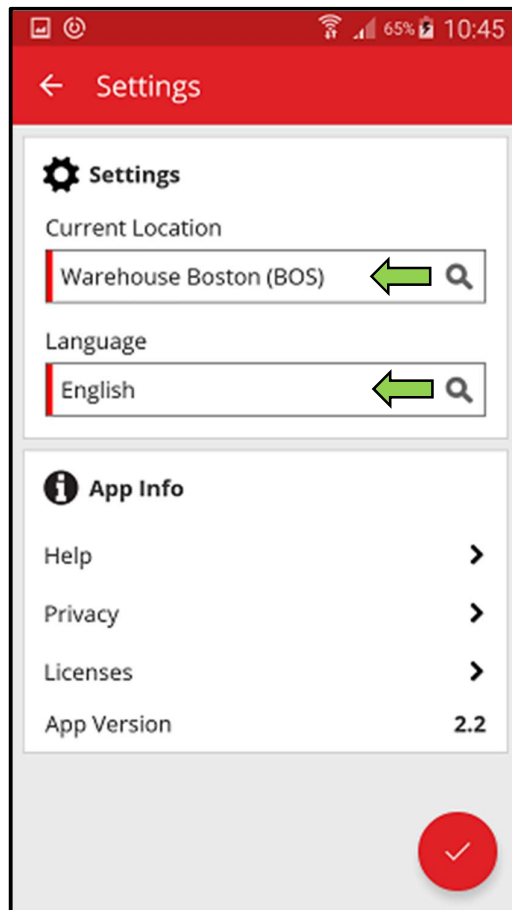 65% 10:45
Settings
Settings
Current Location
Warehouse Boston (BOS)
Language
English
App Info
Help
Privacy
Licenses
App Version 2.2